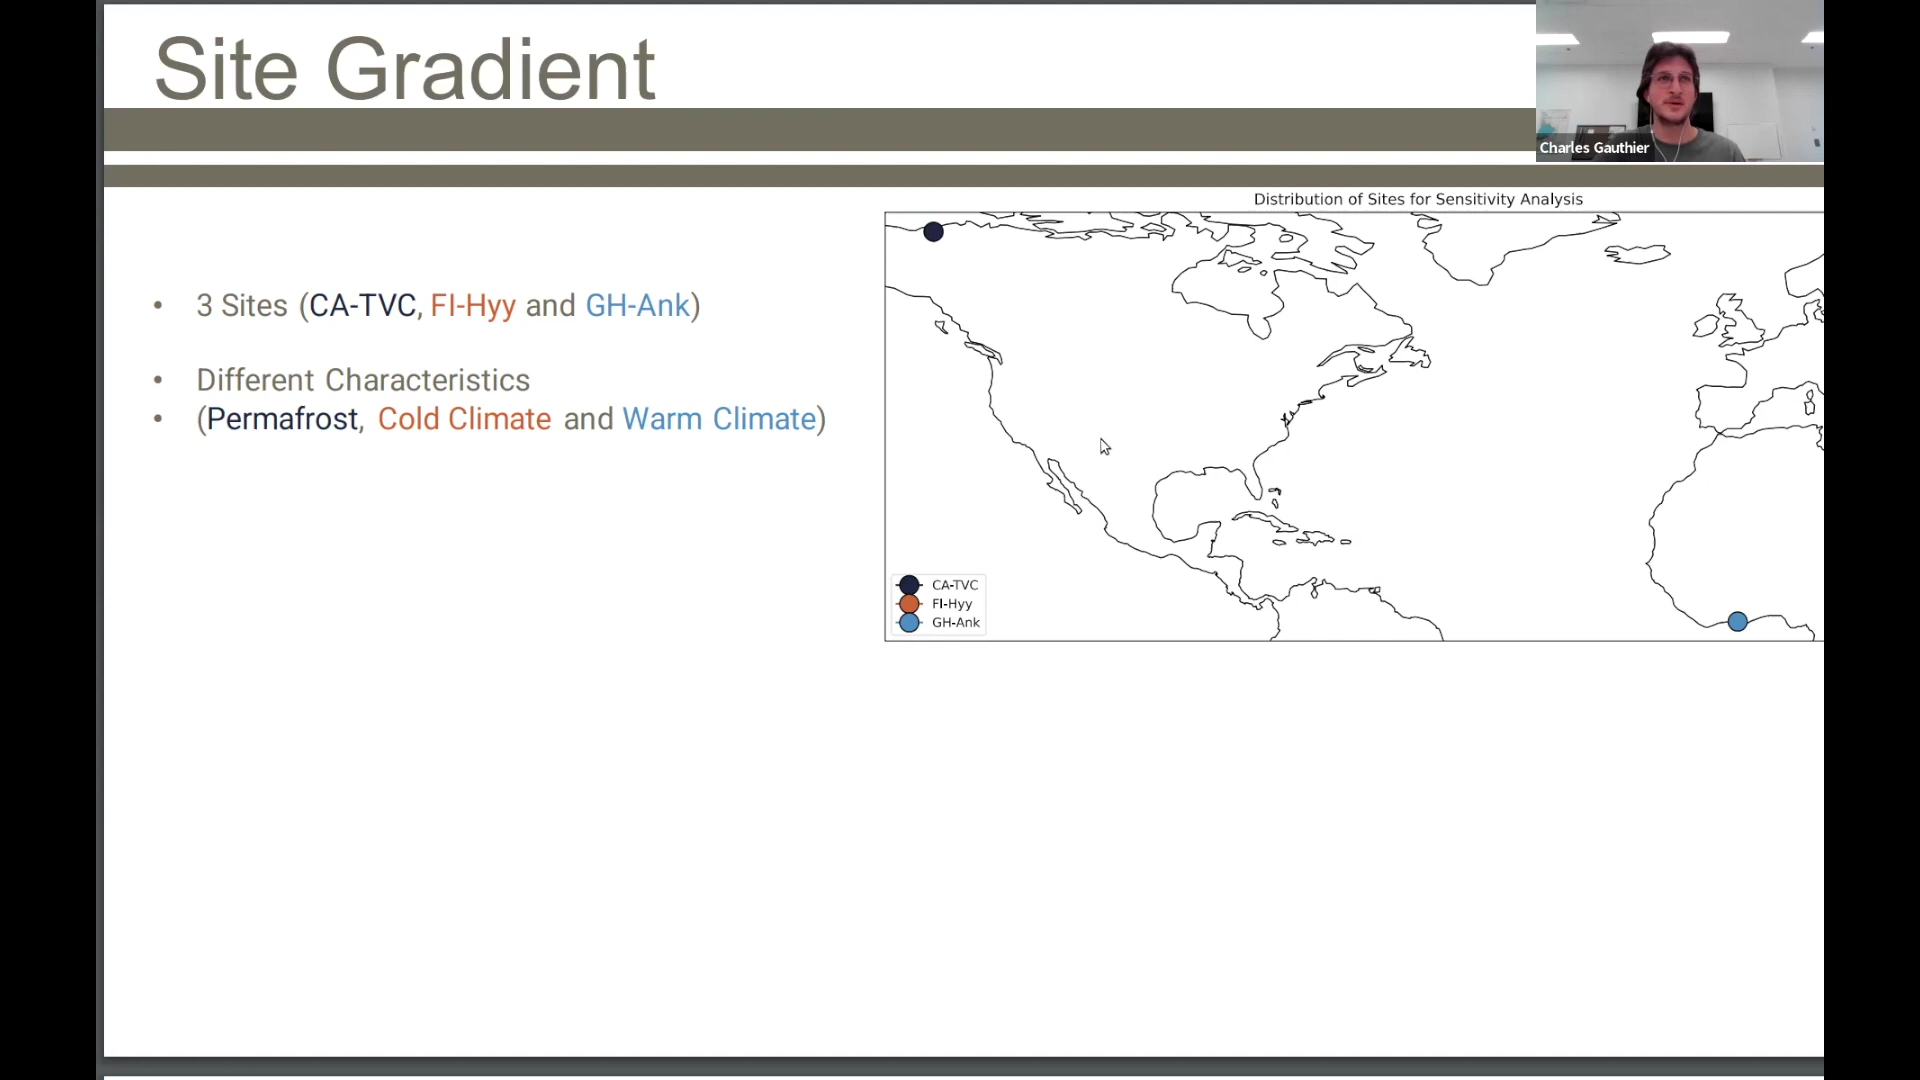 Site Gradient
Charles Gauthier
Distribution of Sites for Sensitivity Analysis
• 3 Sites (CA-TVC, FI-Hyy and GH-Ank)
• Different Characteristics
• (Permafrost, Cold Climate and Warm Climate)
CA-TVC
FI-Hyy
GH-Ank